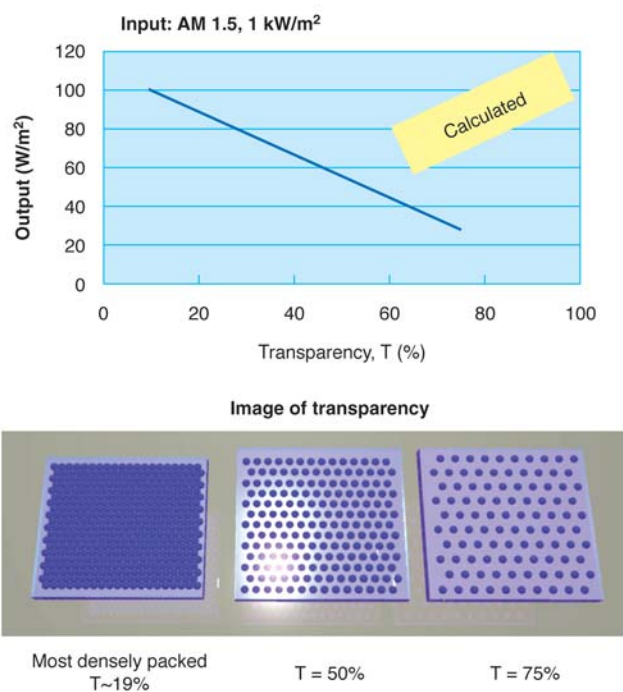 Input: AM 1.5, 1 kW/m²
Output (W/m²)
120
100
80
60
40
20
0
Calculated
0 20 40 60 80 100
Transparency, T (%)
Image of transparency
Most densely packed
T~19%
T = 50%
T = 75%